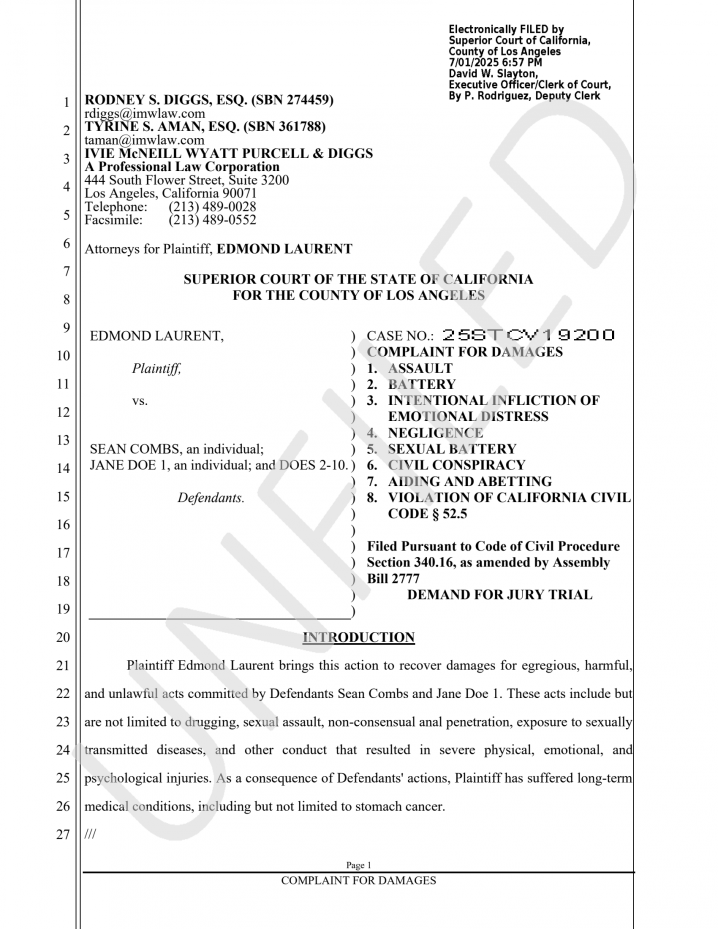 Electronically FILED by
Superior Court of California,
County of Los Angeles
7/01/2025 6:57 PM
David W. Slayton,
Executive Officer/Clerk of Court,
By P. Rodriguez, Deputy Clerk
1 RODNEY S. DIGGS, ESQ. (SBN 274459)
rdiggs@imwlaw.com
2 TYRINE S. AMAN, ESQ. (SBN 361788)
taman@imwlaw.com
3 IVIE McNEILL WYATT PURCELL & DIGGS
A Professional Law Corporation
4 444 South Flower Street, Suite 3200
Los Angeles, California 90071
Telephone: (213) 489-0028
5 Facsimile: (213) 489-0552
6 Attorneys for Plaintiff, EDMOND LAURENT
7 SUPERIOR COURT OF THE STATE OF CALIFORNIA
8 FOR THE COUNTY OF LOS ANGELES
9 EDMOND LAURENT, ) CASE NO.: 25STCV19200
10 ) COMPLAINT FOR DAMAGES
Plaintiff, ) 1. ASSAULT
11 ) 2. BATTERY
vs. ) 3. INTENTIONAL INFLICTION OF
12 ) EMOTIONAL DISTRESS
13 ) 4. NEGLIGENCE
SEAN COMBS, an individual; ) 5. SEXUAL BATTERY
14 JANE DOE 1, an individual; and DOES 2-10. ) 6. CIVIL CONSPIRACY
) 7. AIDING AND ABETTING
15 Defendants. ) 8. VIOLATION OF CALIFORNIA CIVIL
) CODE § 52.5
16 )
17 ) Filed Pursuant to Code of Civil Procedure
) Section 340.16, as amended by Assembly
18 ) Bill 2777
) DEMAND FOR JURY TRIAL
19 )
20 INTRODUCTION
21 Plaintiff Edmond Laurent brings this action to recover damages for egregious, harmful,
22 and unlawful acts committed by Defendants Sean Combs and Jane Doe 1. These acts include but
23 are not limited to drugging, sexual assault, non-consensual anal penetration, exposure to sexually
24 transmitted diseases, and other conduct that resulted in severe physical, emotional, and
25 psychological injuries. As a consequence of Defendants' actions, Plaintiff has suffered long-term
26 medical conditions, including but not limited to stomach cancer.
27 ///
Page 1
COMPLAINT FOR DAMAGES
UNFILED